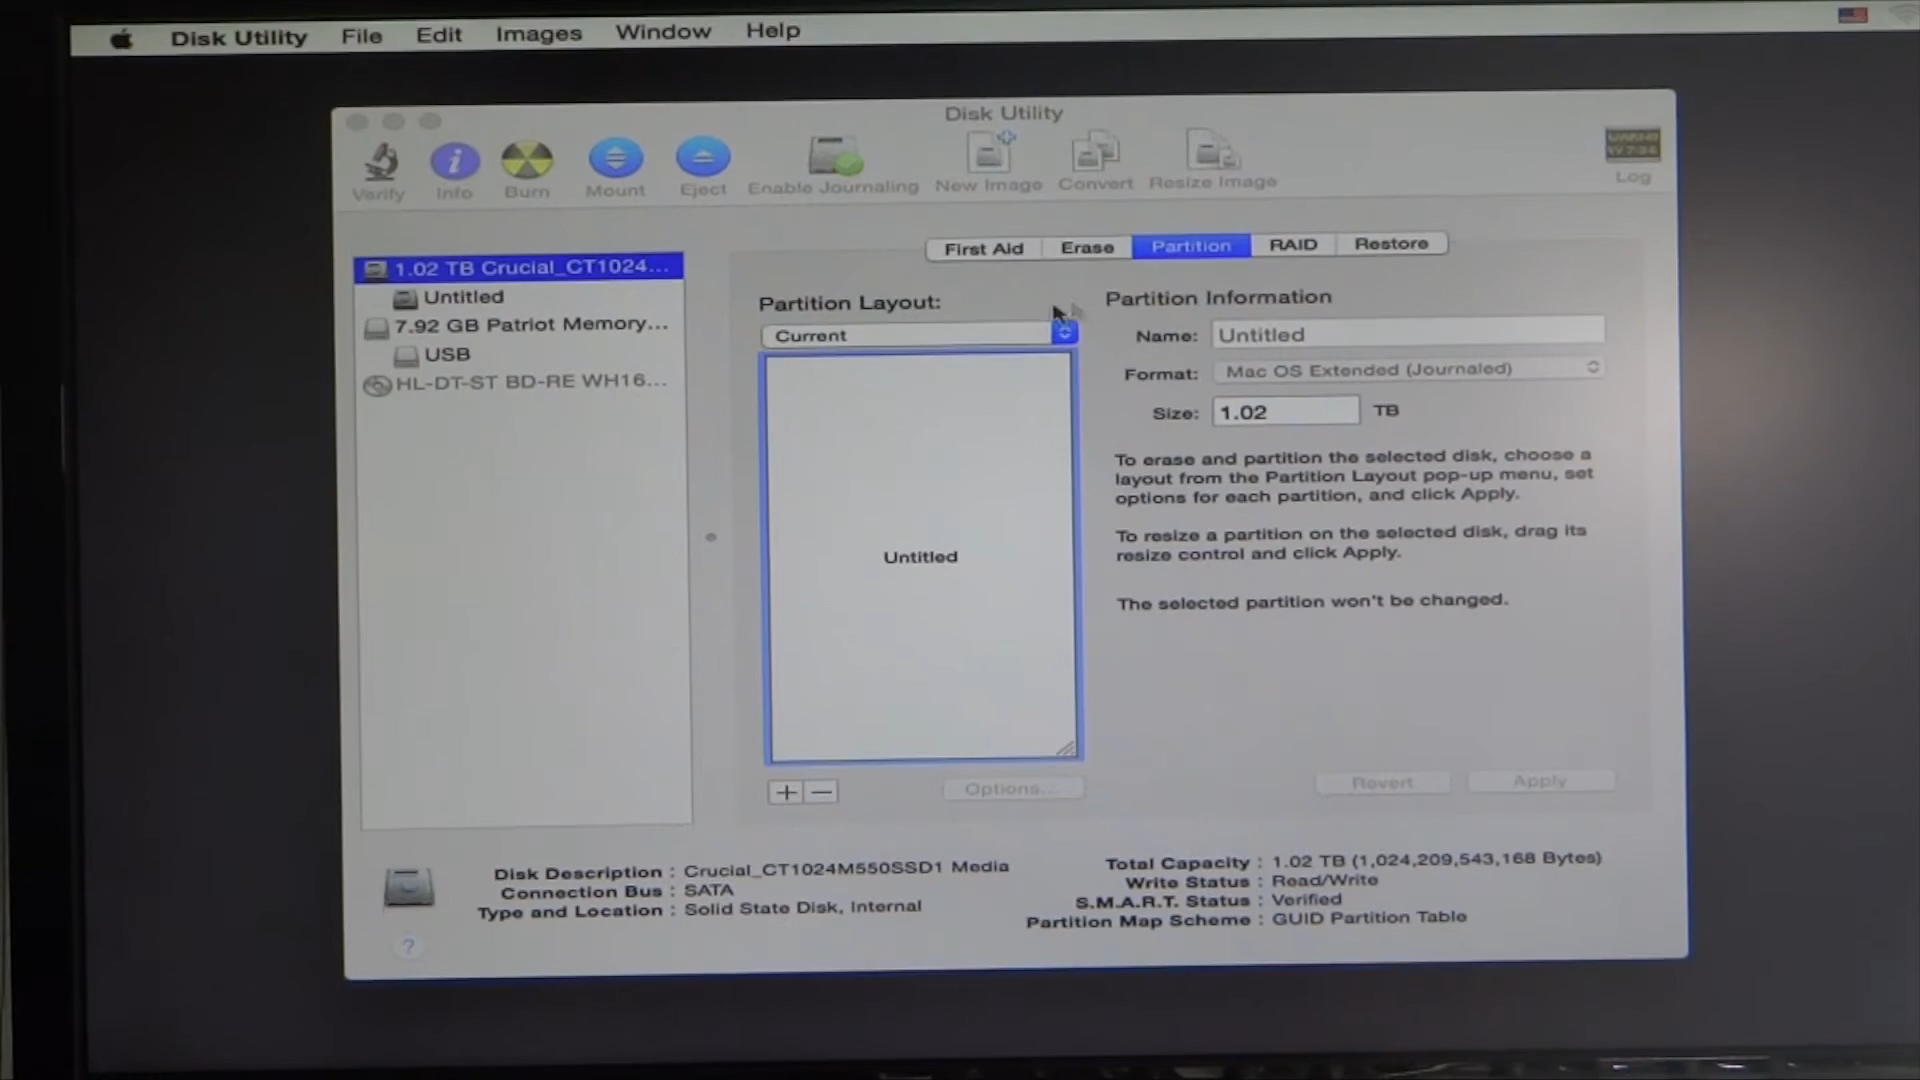 Disk Utility File Edit Images Window Help
Disk Utility
Verify Info Burn Mount Eject Enable Journaling New Image Convert Resize Image Log
First Aid Erase Partition RAID Restore
1.02 TB Crucial_CT1024...
Untitled
7.92 GB Patriot Memory...
USB
HL-DT-ST BD-RE WH16...
Partition Layout:
Current
Untitled
+ −
Options...
Partition Information
Name: Untitled
Format: Mac OS Extended (Journaled)
Size: 1.02 TB
To erase and partition the selected disk, choose a
layout from the Partition Layout pop-up menu, set
options for each partition, and click Apply.
To resize a partition on the selected disk, drag its
resize control and click Apply.
The selected partition won't be changed.
Revert Apply
Disk Description : Crucial_CT1024M550SSD1 Media
Connection Bus : SATA
Type and Location : Solid State Disk, Internal
Total Capacity : 1.02 TB (1,024,209,543,168 Bytes)
Write Status : Read/Write
S.M.A.R.T. Status : Verified
Partition Map Scheme : GUID Partition Table
?